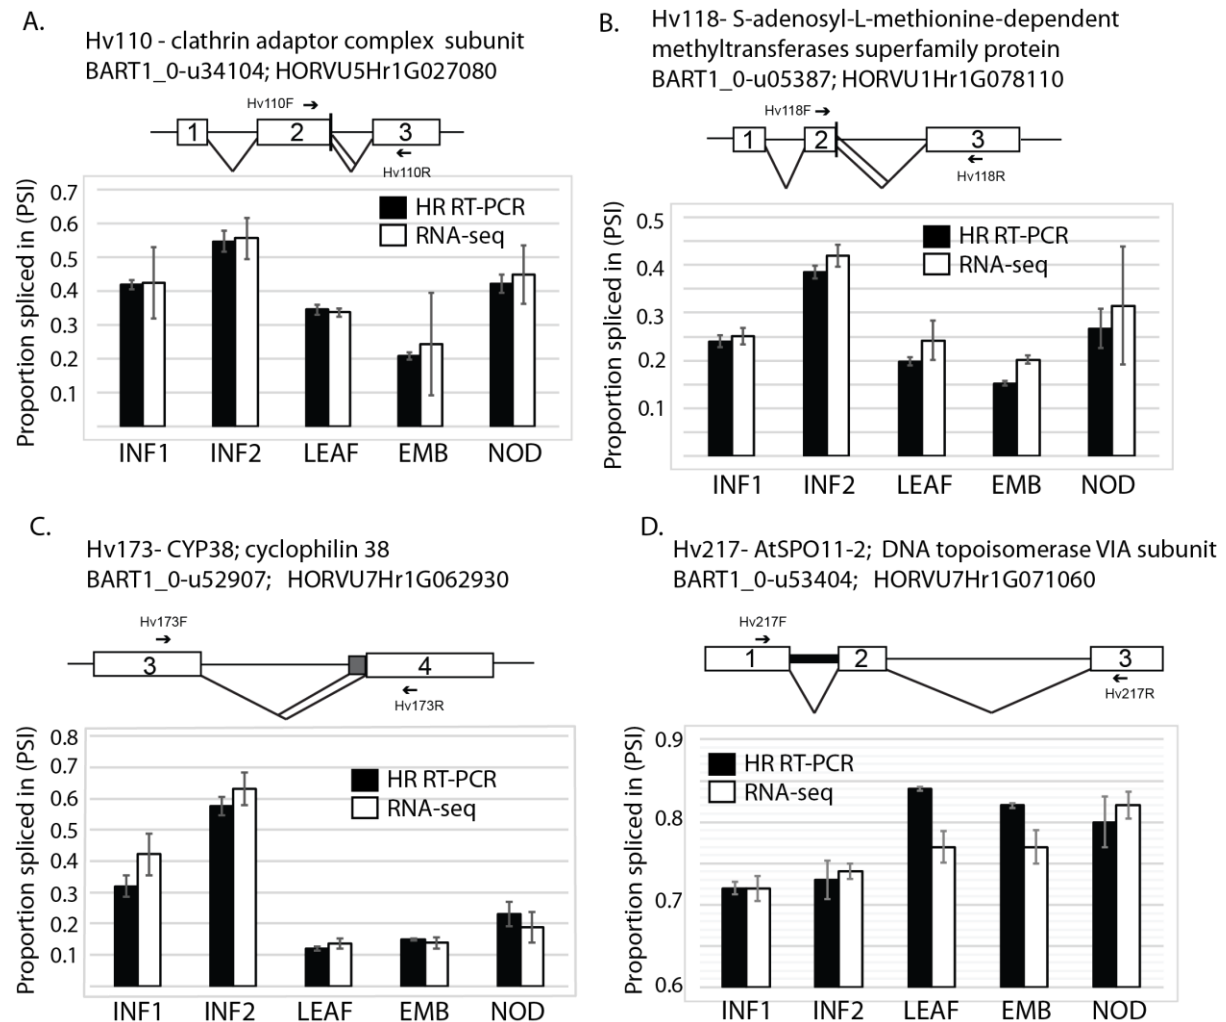 A.
Hv110 - clathrin adaptor complex subunit
BART1_0-u34104; HORVU5Hr1G027080
Hv110F
1 2 3
Hv110R
Proportion spliced in (PSI)
0.7
0.6
0.5
0.4
0.3
0.2
0.1
HR RT-PCR
RNA-seq
INF1 INF2 LEAF EMB NOD
B.
Hv118- S-adenosyl-L-methionine-dependent
methyltransferases superfamily protein
BART1_0-u05387; HORVU1Hr1G078110
Hv118F
1 2 3
Hv118R
Proportion spliced in (PSI)
0.5
0.4
0.3
0.2
0.1
HR RT-PCR
RNA-seq
INF1 INF2 LEAF EMB NOD
C.
Hv173- CYP38; cyclophilin 38
BART1_0-u52907; HORVU7Hr1G062930
Hv173F
3 4
Hv173R
Proportion spliced in (PSI)
0.8
0.7
0.6
0.5
0.4
0.3
0.2
0.1
HR RT-PCR
RNA-seq
INF1 INF2 LEAF EMB NOD
D.
Hv217- AtSPO11-2; DNA topoisomerase VIA subunit
BART1_0-u53404; HORVU7Hr1G071060
Hv217F
1 2 3
Hv217R
Proportion spliced in (PSI)
0.9
0.8
0.7
0.6
HR RT-PCR
RNA-seq
INF1 INF2 LEAF EMB NOD